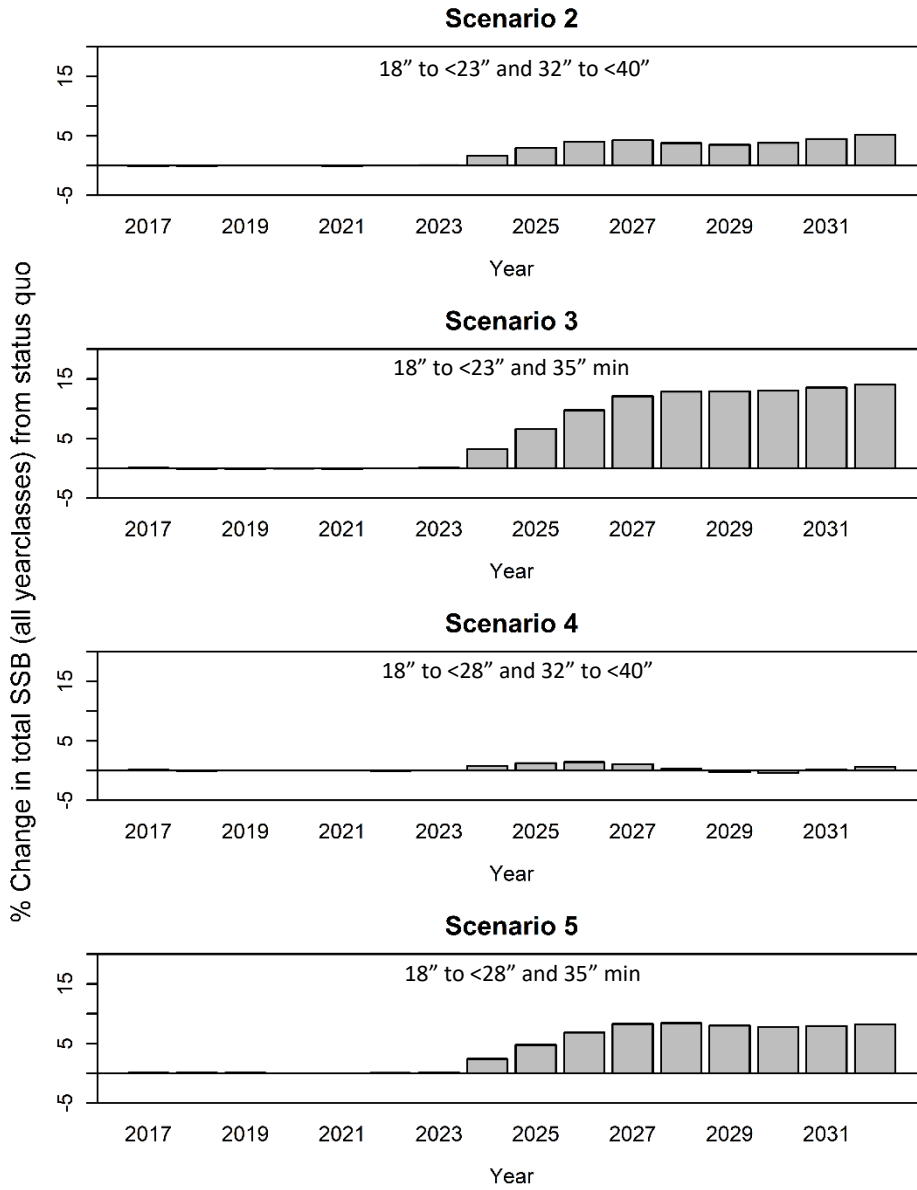 % Change in total SSB (all yearclasses) from status quo
Scenario 2
18” to <23” and 32” to <40”
15
5
-5
2017 2019 2021 2023 2025 2027 2029 2031
Year
Scenario 3
18” to <23” and 35” min
15
5
-5
2017 2019 2021 2023 2025 2027 2029 2031
Year
Scenario 4
18” to <28” and 32” to <40”
15
5
-5
2017 2019 2021 2023 2025 2027 2029 2031
Year
Scenario 5
18” to <28” and 35” min
15
5
-5
2017 2019 2021 2023 2025 2027 2029 2031
Year